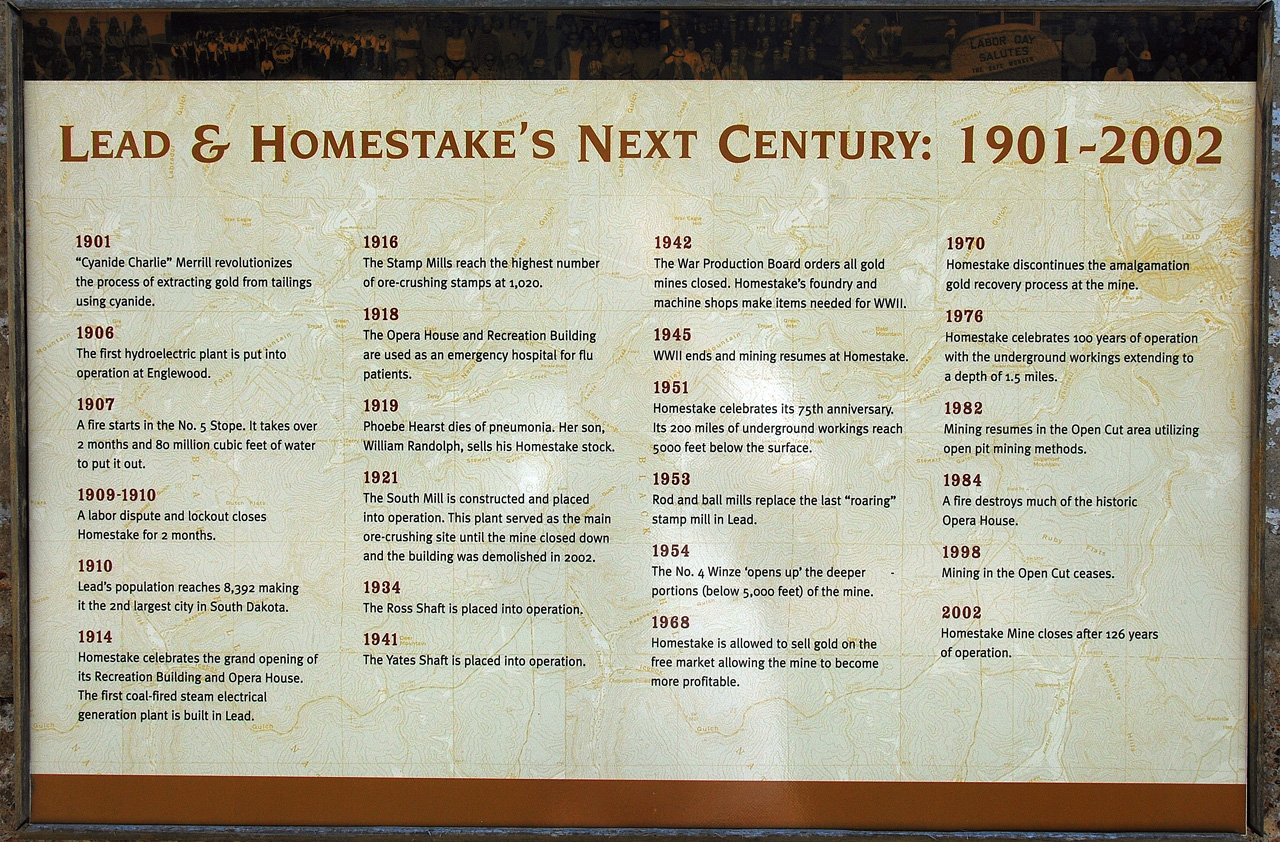 LABOR DAY
SALUTES
THE SAFE WORKER
LEAD & HOMESTAKE'S NEXT CENTURY: 1901-2002
1901
“Cyanide Charlie” Merrill revolutionizes
the process of extracting gold from tailings
using cyanide.
1906
The first hydroelectric plant is put into
operation at Englewood.
1907
A fire starts in the No. 5 Stope. It takes over
2 months and 80 million cubic feet of water
to put it out.
1909-1910
A labor dispute and lockout closes
Homestake for 2 months.
1910
Lead's population reaches 8,392 making
it the 2nd largest city in South Dakota.
1914
Homestake celebrates the grand opening of
its Recreation Building and Opera House.
The first coal-fired steam electrical
generation plant is built in Lead.
1916
The Stamp Mills reach the highest number
of ore-crushing stamps at 1,020.
1918
The Opera House and Recreation Building
are used as an emergency hospital for flu
patients.
1919
Phoebe Hearst dies of pneumonia. Her son,
William Randolph, sells his Homestake stock.
1921
The South Mill is constructed and placed
into operation. This plant served as the main
ore-crushing site until the mine closed down
and the building was demolished in 2002.
1934
The Ross Shaft is placed into operation.
1941
The Yates Shaft is placed into operation.
1942
The War Production Board orders all gold
mines closed. Homestake's foundry and
machine shops make items needed for WWII.
1945
WWII ends and mining resumes at Homestake.
1951
Homestake celebrates its 75th anniversary.
Its 200 miles of underground workings reach
5000 feet below the surface.
1953
Rod and ball mills replace the last “roaring”
stamp mill in Lead.
1954
The No. 4 Winze ‘opens up’ the deeper -
portions (below 5,000 feet) of the mine.
1968
Homestake is allowed to sell gold on the
free market allowing the mine to become
more profitable.
1970
Homestake discontinues the amalgamation
gold recovery process at the mine.
1976
Homestake celebrates 100 years of operation
with the underground workings extending to
a depth of 1.5 miles.
1982
Mining resumes in the Open Cut area utilizing
open pit mining methods.
1984
A fire destroys much of the historic
Opera House.
1998
Mining in the Open Cut ceases.
2002
Homestake Mine closes after 126 years
of operation.